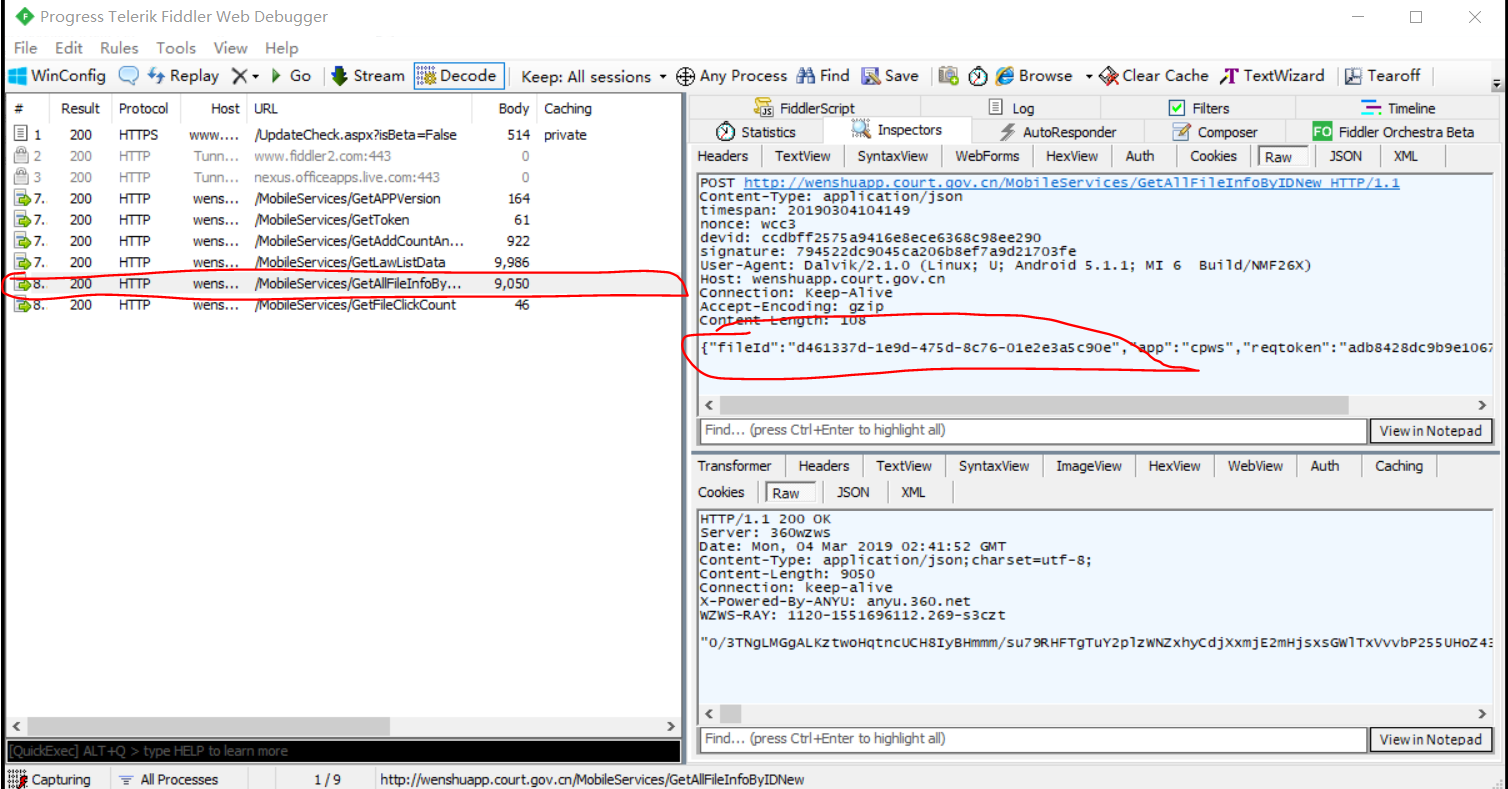 Progress Telerik Fiddler Web Debugger
File Edit Rules Tools View Help
WinConfig Replay Go Stream Decode Keep: All sessions Any Process Find Save Browse Clear Cache TextWizard Tearoff
# Result Protocol Host URL Body Caching
1 200 HTTPS www.... /UpdateCheck.aspx?isBeta=False 514 private
2 200 HTTP Tunn... www.fiddler2.com:443 0
3 200 HTTP Tunn... nexus.officeapps.live.com:443 0
7. 200 HTTP wens... /MobileServices/GetAPPVersion 164
7. 200 HTTP wens... /MobileServices/GetToken 61
7. 200 HTTP wens... /MobileServices/GetAddCountAn... 922
7. 200 HTTP wens... /MobileServices/GetLawListData 9,986
8. 200 HTTP wens... /MobileServices/GetAllFileInfoBy... 9,050
8. 200 HTTP wens... /MobileServices/GetFileClickCount 46
[QuickExec] ALT+Q > type HELP to learn more
FiddlerScript Log Filters Timeline
Statistics Inspectors AutoResponder Composer FO Fiddler Orchestra Beta
Headers TextView SyntaxView WebForms HexView Auth Cookies Raw JSON XML
POST http://wenshuapp.court.gov.cn/MobileServices/GetAllFileInfoByIDNew HTTP/1.1
Content-Type: application/json
timespan: 20190304104149
nonce: wcc3
devid: ccdbff2575a9416e8ece6368c98ee290
signature: 794522dc9045ca206b8ef7a9d21703fe
User-Agent: Dalvik/2.1.0 (Linux; U; Android 5.1.1; MI 6 Build/NMF26X)
Host: wenshuapp.court.gov.cn
Connection: Keep-Alive
Accept-Encoding: gzip
Content-Length: 108
{"fileId":"d461337d-1e9d-475d-8c76-01e2e3a5c90e","app":"cpws","reqtoken":"adb8428dc9b9e1067
Find... (press Ctrl+Enter to highlight all) View in Notepad
Transformer Headers TextView SyntaxView ImageView HexView WebView Auth Caching
Cookies Raw JSON XML
HTTP/1.1 200 OK
Server: 360wzws
Date: Mon, 04 Mar 2019 02:41:52 GMT
Content-Type: application/json;charset=utf-8;
Content-Length: 9050
Connection: keep-alive
X-Powered-By-ANYU: anyu.360.net
WZWS-RAY: 1120-1551696112.269-s3czt
"O/3TNgLMGgALKztwoHqtncUCH8IyBHmmm/su79RHFTgTuY2plzWNZxhyCdjXxmjE2mHjsxsGWlTxVvvbP255UHoZ43
Find... (press Ctrl+Enter to highlight all) View in Notepad
Capturing All Processes 1 / 9 http://wenshuapp.court.gov.cn/MobileServices/GetAllFileInfoByIDNew